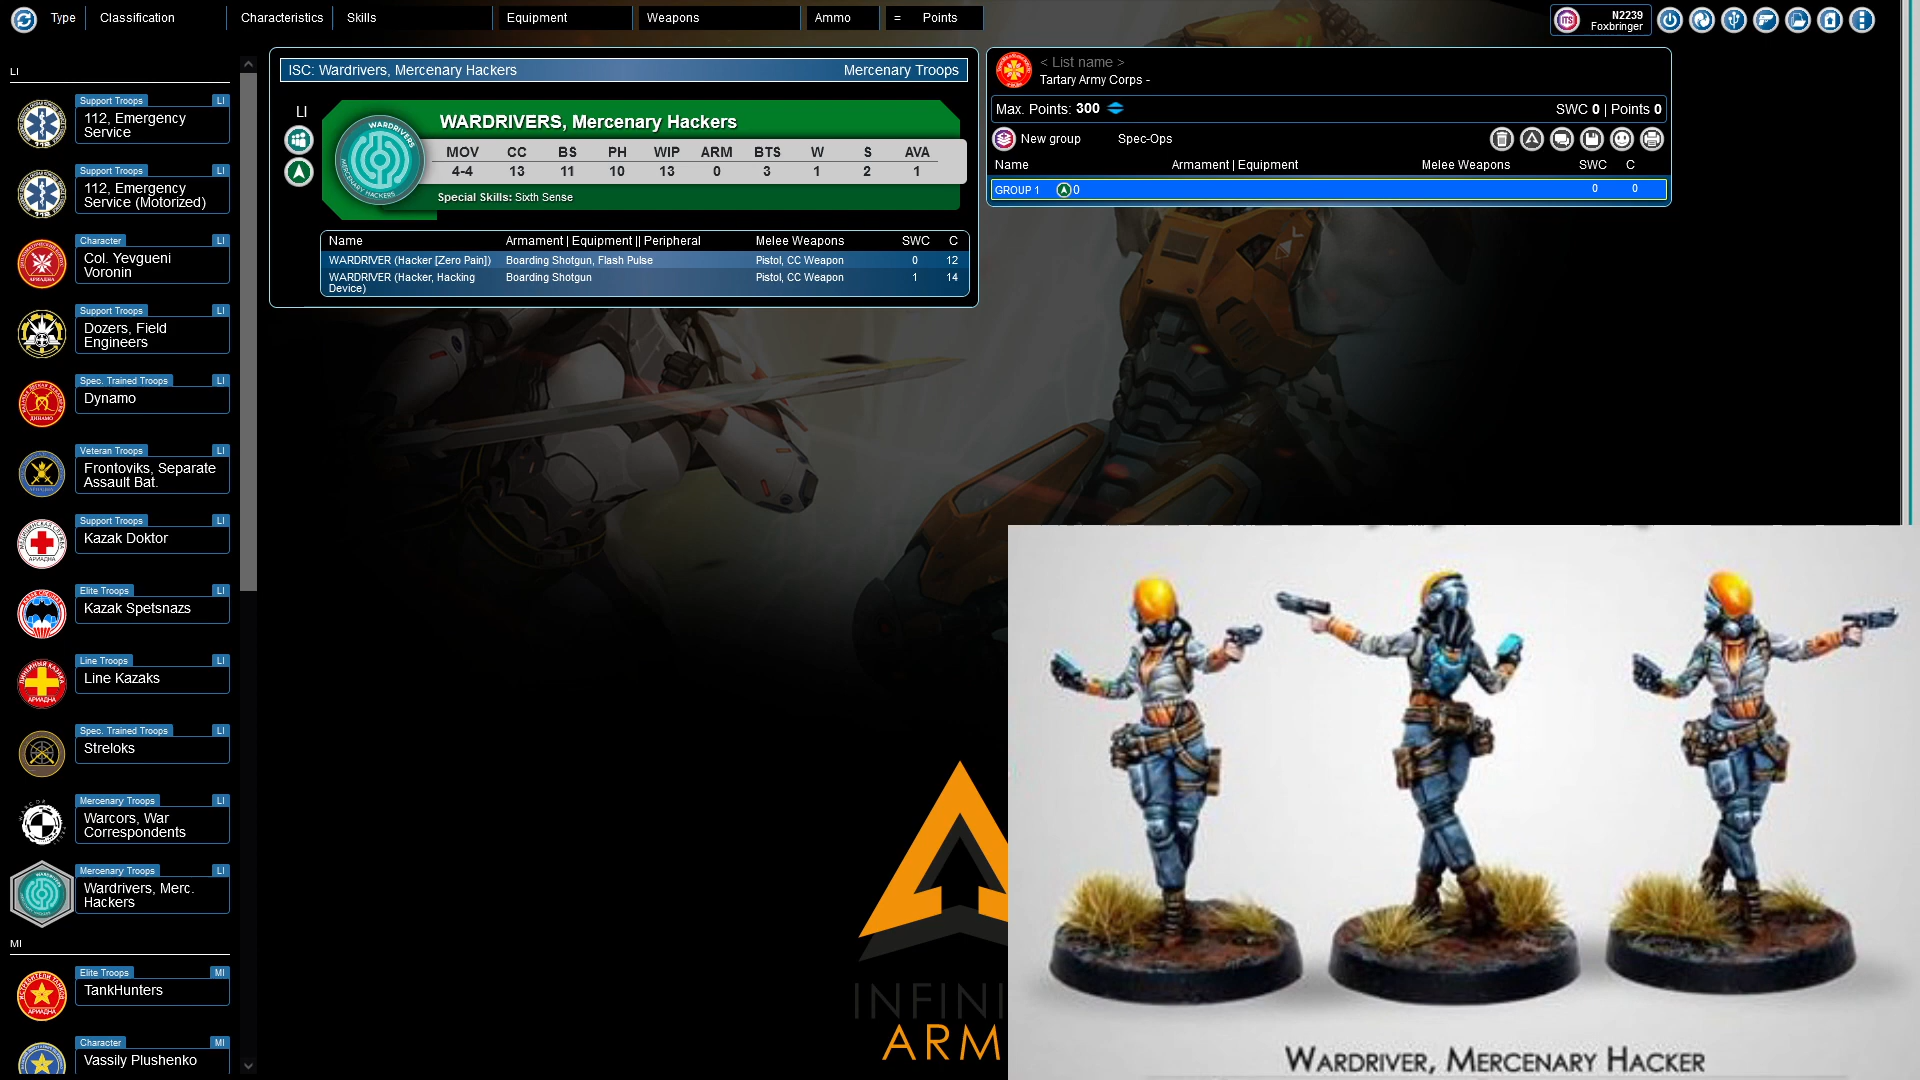 Type
Classification
Characteristics
Skills
Equipment
Weapons
Ammo
=
Points
N2239
Foxbringer
LI
Support Troops
LI
112, Emergency
Service
Support Troops
LI
112, Emergency
Service (Motorized)
Character
LI
Col. Yevgueni
Voronin
Support Troops
LI
Dozers, Field
Engineers
Spec. Trained Troops
LI
Dynamo
Veteran Troops
LI
Frontoviks, Separate
Assault Bat.
Support Troops
LI
Kazak Doktor
Elite Troops
LI
Kazak Spetsnazs
Line Troops
LI
Line Kazaks
Spec. Trained Troops
LI
Streloks
Mercenary Troops
LI
Warcors, War
Correspondents
Mercenary Troops
LI
Wardrivers, Merc.
Hackers
MI
Elite Troops
MI
TankHunters
Character
MI
Vassily Plushenko
ISC: Wardrivers, Mercenary Hackers
Mercenary Troops
LI
WARDRIVERS
MERCENARY HACKERS
WARDRIVERS, Mercenary Hackers
MOV CC BS PH WIP ARM BTS W S AVA
4-4 13 11 10 13 0 3 1 2 1
Special Skills: Sixth Sense
Name Armament | Equipment || Peripheral Melee Weapons SWC C
WARDRIVER (Hacker [Zero Pain]) Boarding Shotgun, Flash Pulse Pistol, CC Weapon 0 12
WARDRIVER (Hacker, Hacking Boarding Shotgun Pistol, CC Weapon 1 14
Device)
< List name >
Tartary Army Corps -
Max. Points: 300
SWC 0 | Points 0
New group
Spec-Ops
Name Armament | Equipment Melee Weapons SWC C
GROUP 1 0 0 0
INFINI
ARM
WARDRIVER, MERCENARY HACKER